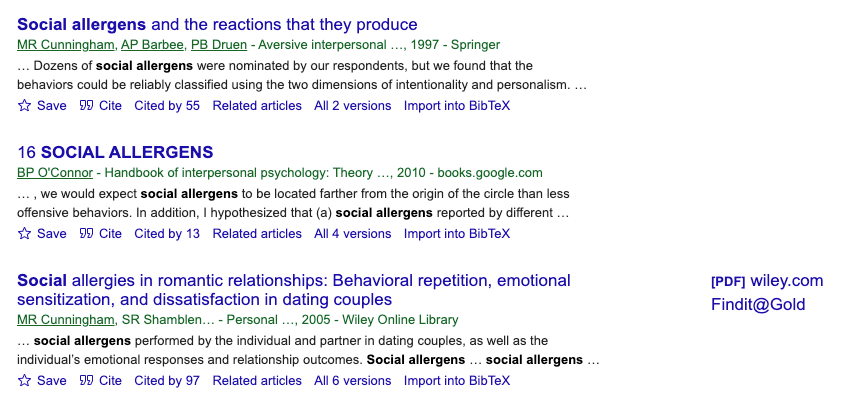 Social allergens and the reactions that they produce
MR Cunningham, AP Barbee, PB Druen - Aversive interpersonal …, 1997 - Springer
… Dozens of social allergens were nominated by our respondents, but we found that the
behaviors could be reliably classified using the two dimensions of intentionality and personalism. …
Save Cite Cited by 55 Related articles All 2 versions Import into BibTeX
16 SOCIAL ALLERGENS
BP O'Connor - Handbook of interpersonal psychology: Theory …, 2010 - books.google.com
… , we would expect social allergens to be located farther from the origin of the circle than less
offensive behaviors. In addition, I hypothesized that (a) social allergens reported by different …
Save Cite Cited by 13 Related articles All 4 versions Import into BibTeX
Social allergies in romantic relationships: Behavioral repetition, emotional
sensitization, and dissatisfaction in dating couples
MR Cunningham, SR Shamblen… - Personal …, 2005 - Wiley Online Library
… social allergens performed by the individual and partner in dating couples, as well as the
individual's emotional responses and relationship outcomes. Social allergens … social allergens …
Save Cite Cited by 97 Related articles All 6 versions Import into BibTeX
[PDF] wiley.com
Findit@Gold